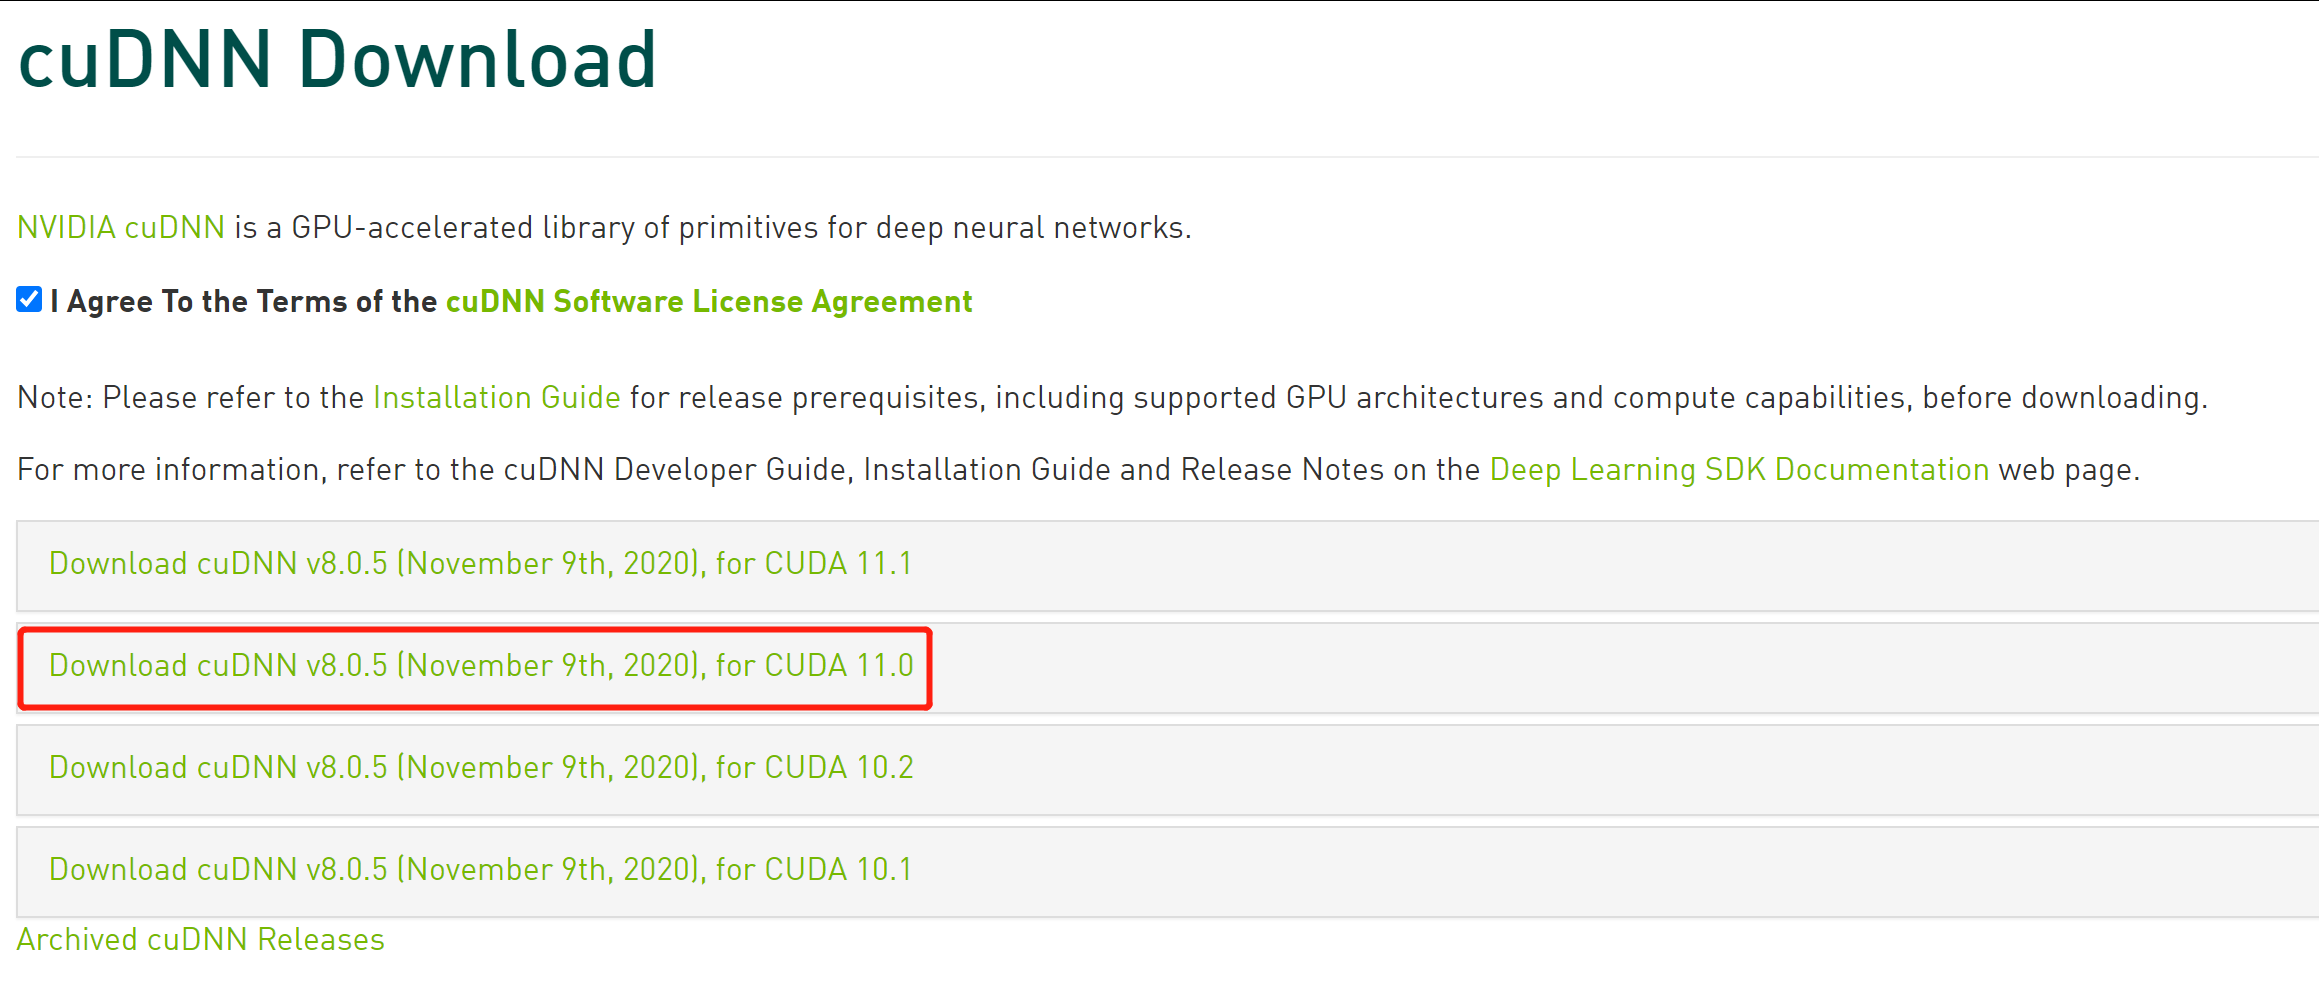 cuDNN Download
NVIDIA cuDNN is a GPU-accelerated library of primitives for deep neural networks.
I Agree To the Terms of the cuDNN Software License Agreement
Note: Please refer to the Installation Guide for release prerequisites, including supported GPU architectures and compute capabilities, before downloading.
For more information, refer to the cuDNN Developer Guide, Installation Guide and Release Notes on the Deep Learning SDK Documentation web page.
Download cuDNN v8.0.5 (November 9th, 2020), for CUDA 11.1
Download cuDNN v8.0.5 (November 9th, 2020), for CUDA 11.0
Download cuDNN v8.0.5 (November 9th, 2020), for CUDA 10.2
Download cuDNN v8.0.5 (November 9th, 2020), for CUDA 10.1
Archived cuDNN Releases